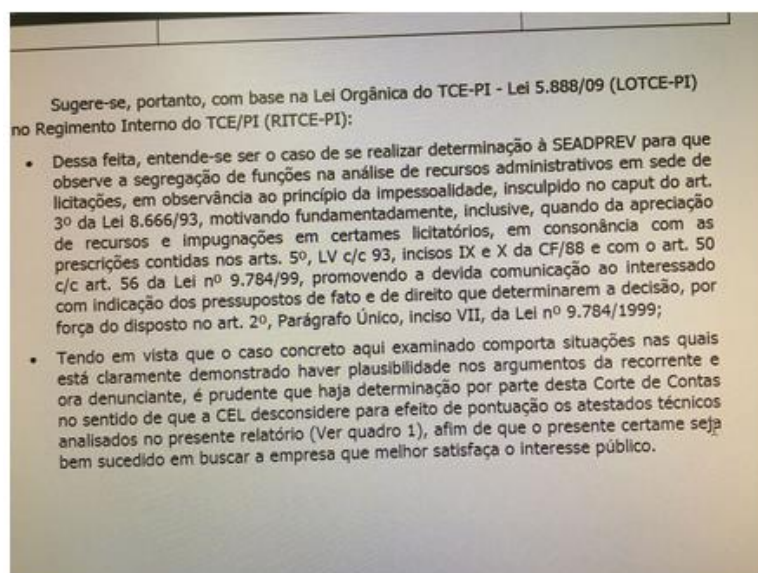 Sugere-se, portanto, com base na Lei Orgânica do TCE-PI - Lei 5.888/09 (LOTCE-PI)
no Regimento Interno do TCE/PI (RITCE-PI):
• Dessa feita, entende-se ser o caso de se realizar determinação à SEADPREV para que
observe a segregação de funções na análise de recursos administrativos em sede de
licitações, em observância ao princípio da impessoalidade, insculpido no caput do art.
3º da Lei 8.666/93, motivando fundamentadamente, inclusive, quando da apreciação
de recursos e impugnações em certames licitatórios, em consonância com as
prescrições contidas nos arts. 5º, LV c/c 93, incisos IX e X da CF/88 e com o art. 50
c/c art. 56 da Lei nº 9.784/99, promovendo a devida comunicação ao interessado
com indicação dos pressupostos de fato e de direito que determinarem a decisão, por
força do disposto no art. 2º, Parágrafo Único, inciso VII, da Lei nº 9.784/1999;
• Tendo em vista que o caso concreto aqui examinado comporta situações nas quais
está claramente demonstrado haver plausibilidade nos argumentos da recorrente e
ora denunciante, é prudente que haja determinação por parte desta Corte de Contas
no sentido de que a CEL desconsidere para efeito de pontuação os atestados técnicos
analisados no presente relatório (Ver quadro 1), afim de que o presente certame seja
bem sucedido em buscar a empresa que melhor satisfaça o interesse público.